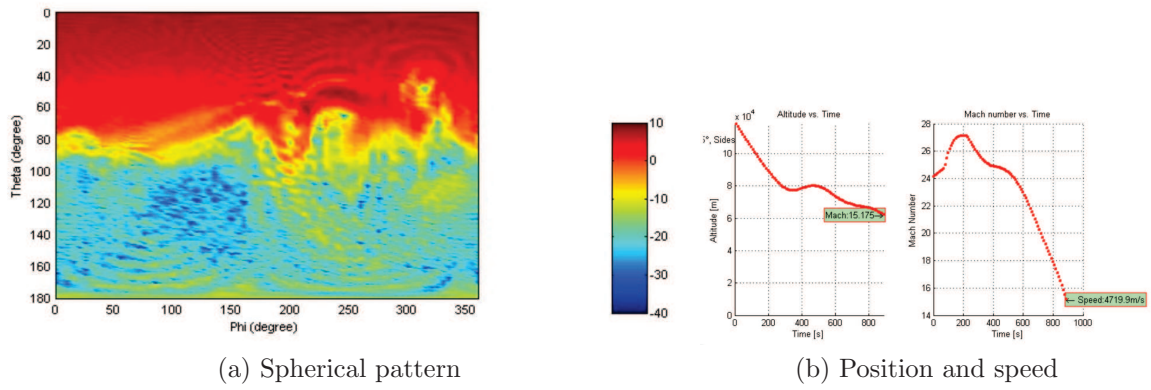 0
20
40
60
80
100
120
140
160
180
Theta (degree)
0 50 100 150 200 250 300 350
Phi (degree)
10
0
-10
-20
-30
-40
x 10⁴
Altitude vs. Time
Sides
10
8
6
4
2
0
Altitude [m]
Mach:15.175
0 200 400 600 800
Time [s]
Mach number vs. Time
28
26
24
22
20
18
16
14
Mach Number
← Speed:4719.9m/s
0 200 400 600 800 1000
Time [s]
(a) Spherical pattern
(b) Position and speed